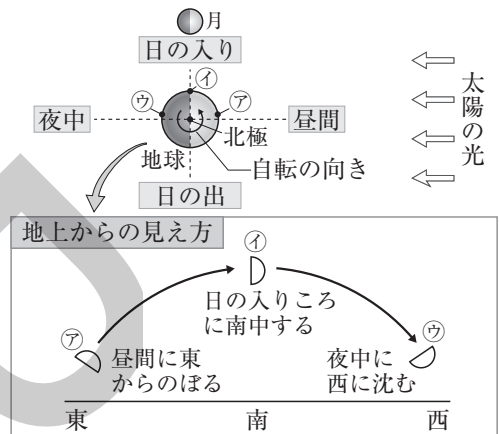 月
日の入り
㋑
㋒
㋐
夜中
昼間
北極
地球
自転の向き
日の出
太陽の光
地上からの見え方
㋑
日の入りころ
に南中する
㋐
昼間に東
からのぼる
㋒
夜中に
西に沈む
東
南
西